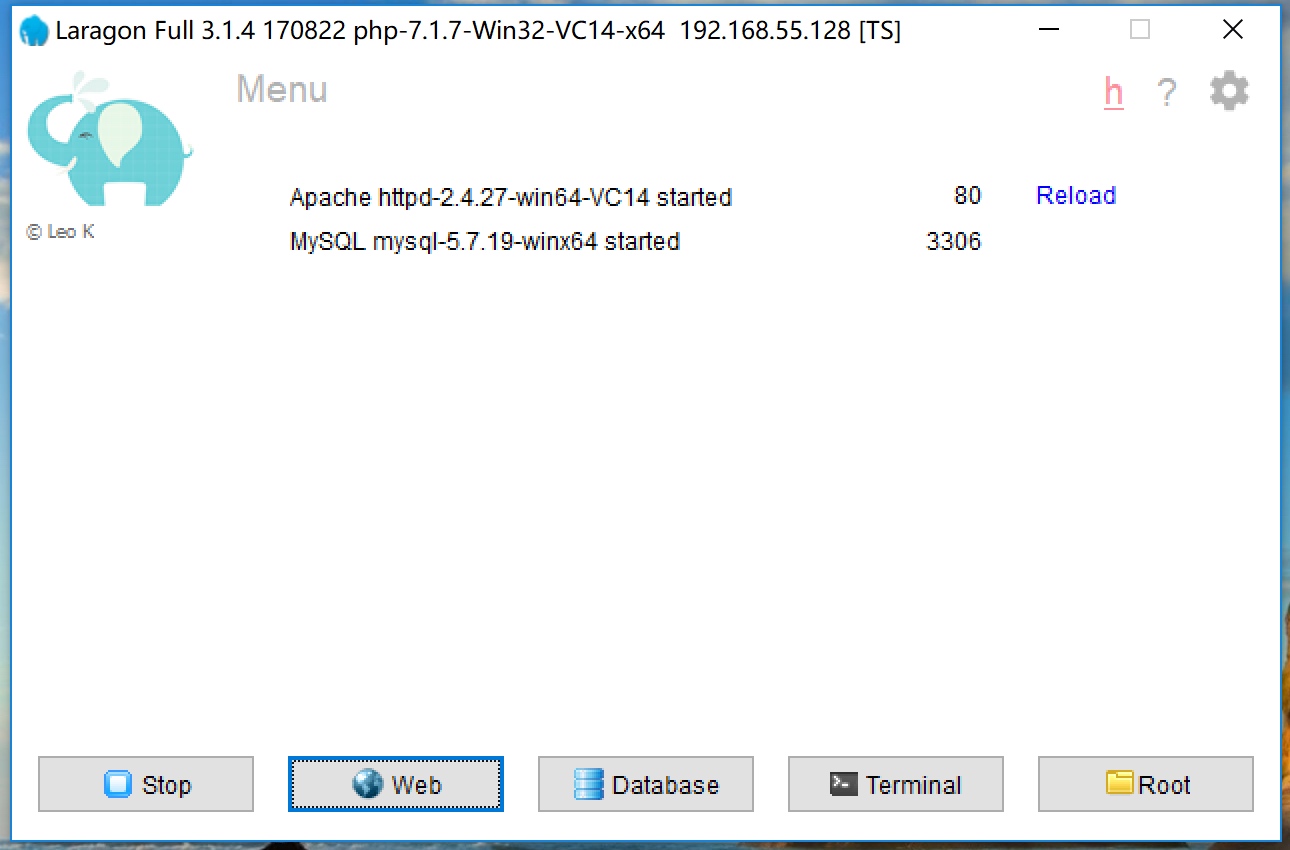 Laragon Full 3.1.4 170822 php-7.1.7-Win32-VC14-x64 192.168.55.128 [TS]
Menu
h ?
© Leo K
Apache httpd-2.4.27-win64-VC14 started 80 Reload
MySQL mysql-5.7.19-winx64 started 3306
Stop Web Database Terminal Root